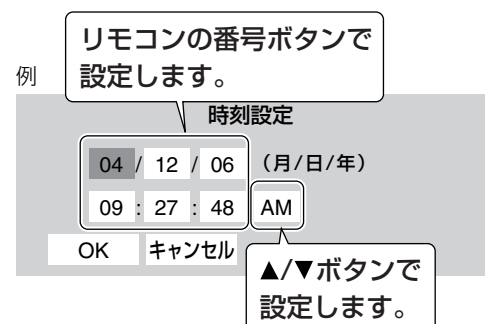 リモコンの番号ボタンで
設定します。
例
時刻設定
04 / 12 / 06 (月/日/年)
09 : 27 : 48 AM
OK キャンセル
▲/▼ボタンで
設定します。